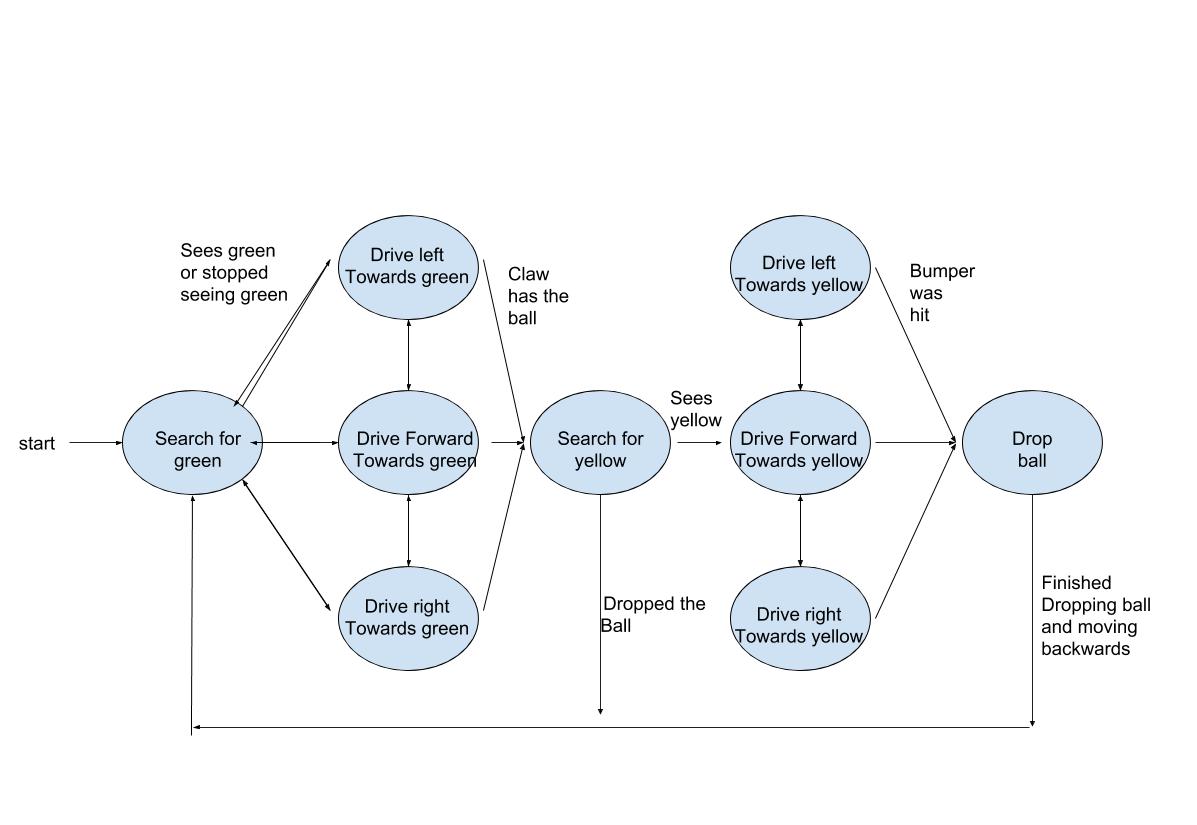 Sees green
or stopped
seeing green
Drive left
Towards green
Claw
has the
ball
Drive left
Towards yellow
Bumper
was
hit
start
Search for
green
Drive Forward
Towards green
Search for
yellow
Sees
yellow
Drive Forward
Towards yellow
Drop
ball
Drive right
Towards green
Dropped the
Ball
Drive right
Towards yellow
Finished
Dropping ball
and moving
backwards